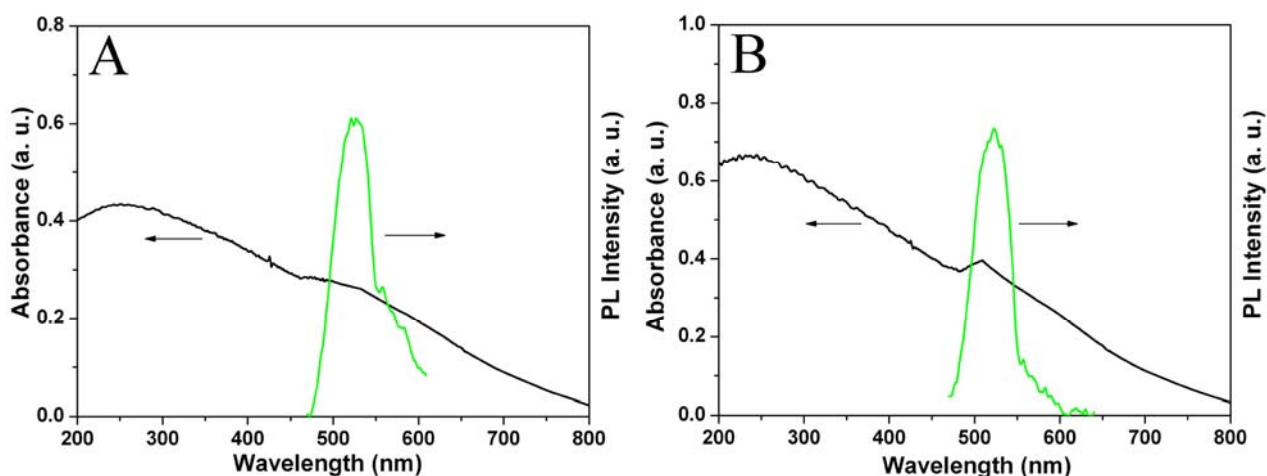 A
0.8
0.6
0.4
0.2
0.0
200 300 400 500 600 700 800
Wavelength (nm)
Absorbance (a. u.)
PL Intensity (a. u.)
B
1.0
0.8
0.6
0.4
0.2
0.0
200 300 400 500 600 700 800
Wavelength (nm)
Absorbance (a. u.)
PL Intensity (a. u.)